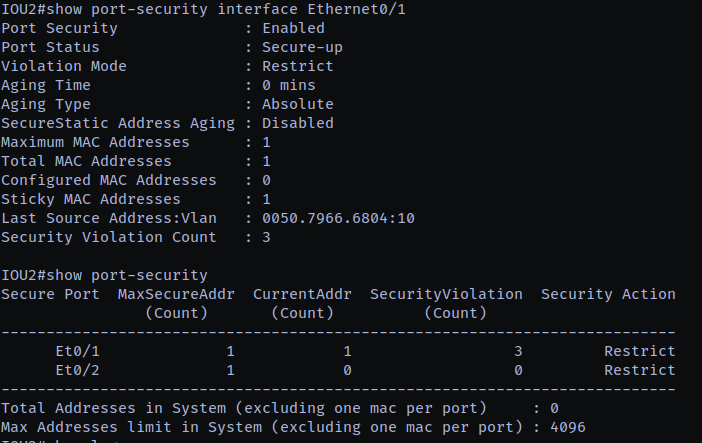 IOU2#show port-security interface Ethernet0/1
Port Security              : Enabled
Port Status                : Secure-up
Violation Mode             : Restrict
Aging Time                 : 0 mins
Aging Type                 : Absolute
SecureStatic Address Aging : Disabled
Maximum MAC Addresses      : 1
Total MAC Addresses        : 1
Configured MAC Addresses   : 0
Sticky MAC Addresses       : 1
Last Source Address:Vlan   : 0050.7966.6804:10
Security Violation Count   : 3

IOU2#show port-security
Secure Port  MaxSecureAddr  CurrentAddr  SecurityViolation  Security Action
                (Count)       (Count)          (Count)
---------------------------------------------------------------------------
      Et0/1              1            1                  3         Restrict
      Et0/2              1            0                  0         Restrict
---------------------------------------------------------------------------
Total Addresses in System (excluding one mac per port)     : 0
Max Addresses limit in System (excluding one mac per port) : 4096